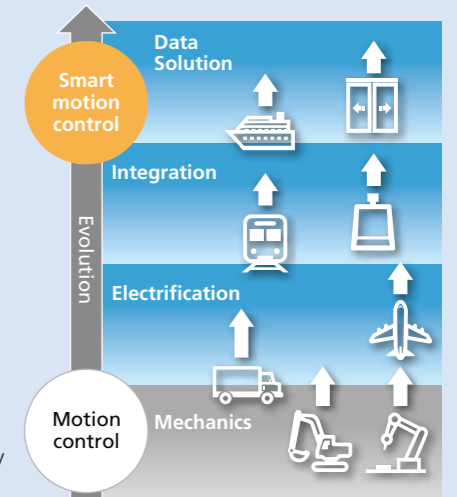 Data
Solution
Smart
motion
control
Integration
Evolution
Electrification
Motion
control
Mechanics
y